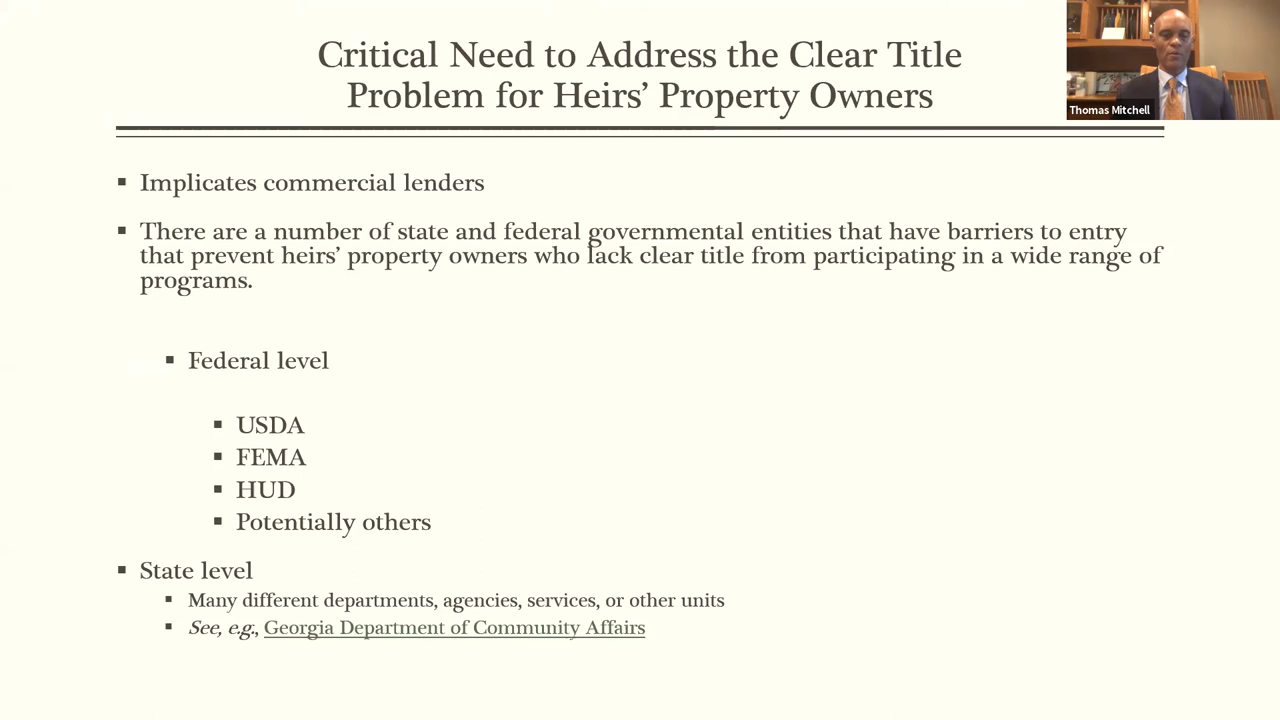 Critical Need to Address the Clear Title
Problem for Heirs’ Property Owners
Thomas Mitchell
▪ Implicates commercial lenders
▪ There are a number of state and federal governmental entities that have barriers to entry
that prevent heirs’ property owners who lack clear title from participating in a wide range of
programs.
▪ Federal level
▪ USDA
▪ FEMA
▪ HUD
▪ Potentially others
▪ State level
▪ Many different departments, agencies, services, or other units
▪ See, e.g., Georgia Department of Community Affairs